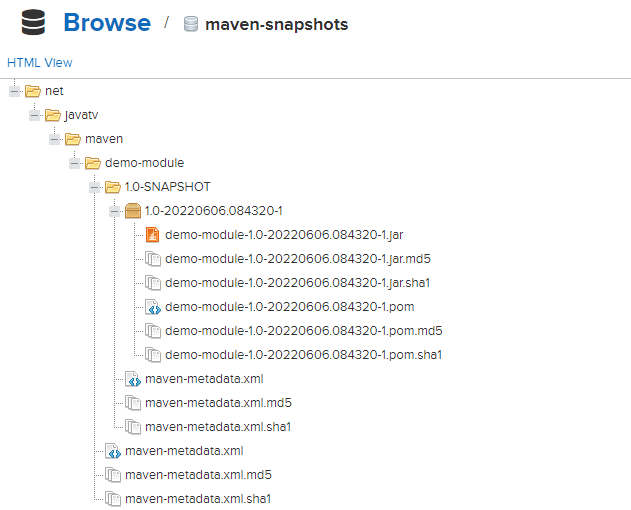 Browse / maven-snapshots
HTML View
net
javatv
maven
demo-module
1.0-SNAPSHOT
1.0-20220606.084320-1
demo-module-1.0-20220606.084320-1.jar
demo-module-1.0-20220606.084320-1.jar.md5
demo-module-1.0-20220606.084320-1.jar.sha1
demo-module-1.0-20220606.084320-1.pom
demo-module-1.0-20220606.084320-1.pom.md5
demo-module-1.0-20220606.084320-1.pom.sha1
maven-metadata.xml
maven-metadata.xml.md5
maven-metadata.xml.sha1
maven-metadata.xml
maven-metadata.xml.md5
maven-metadata.xml.sha1